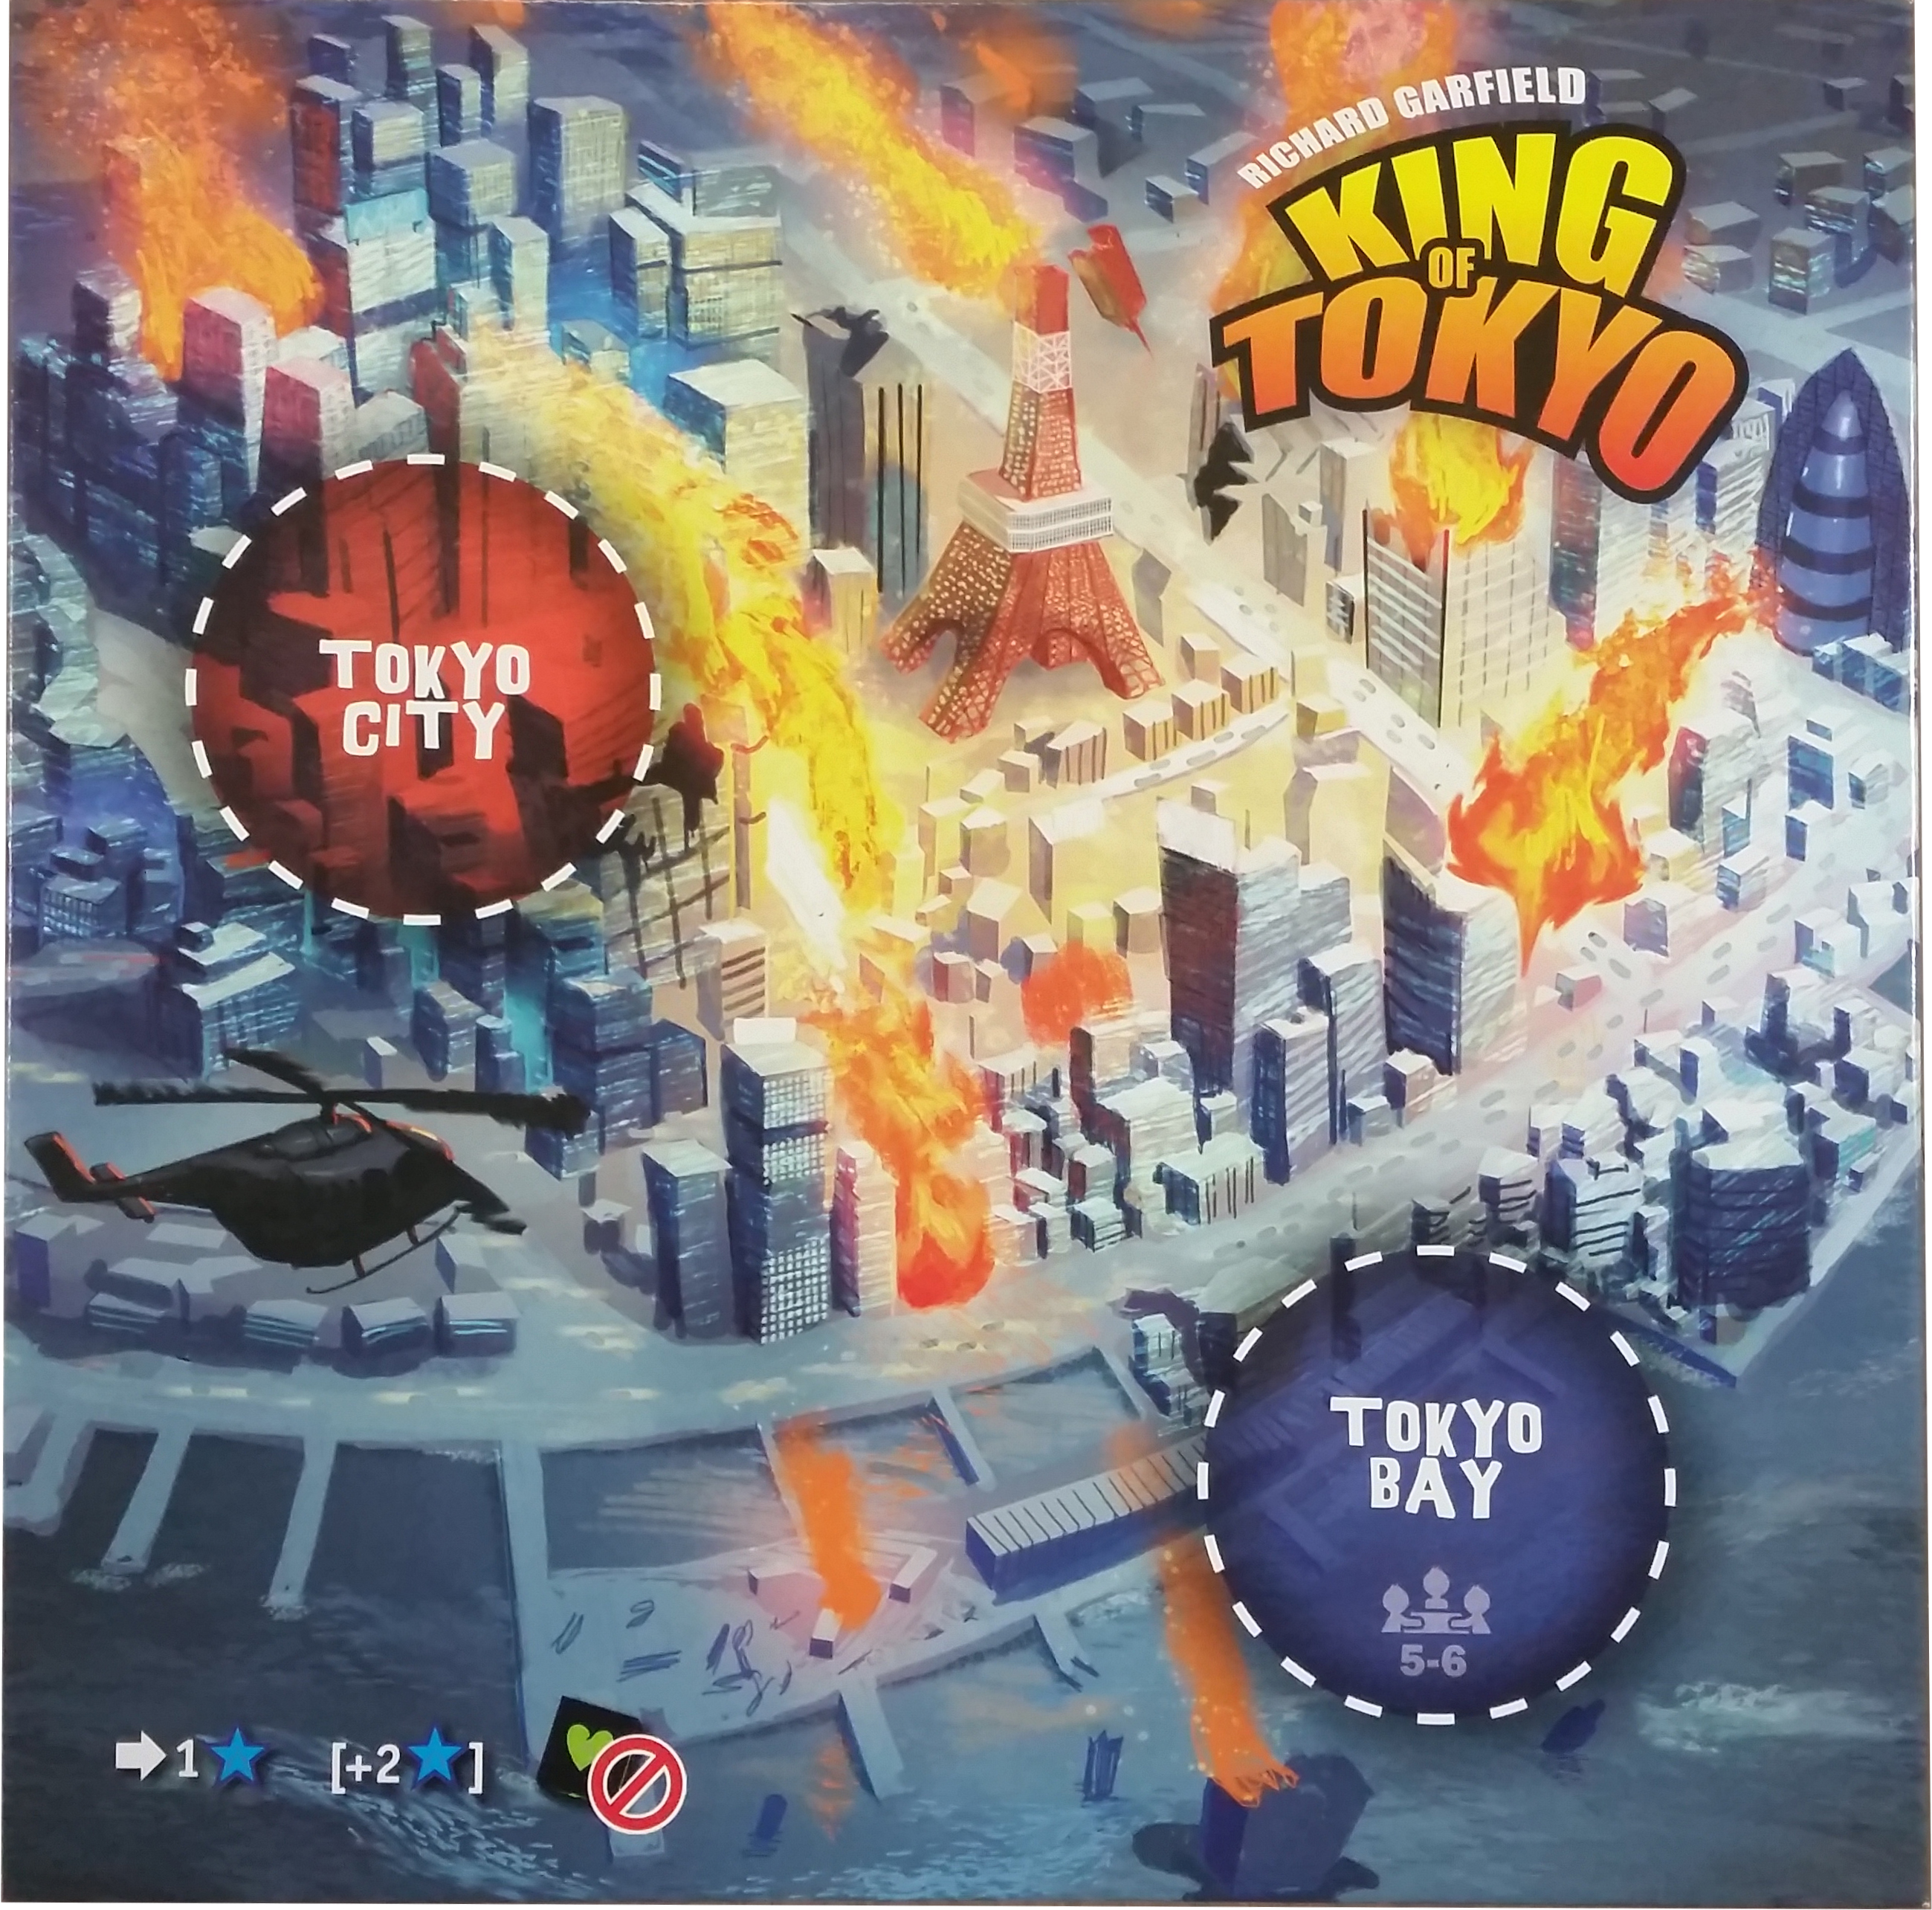 RICHARD GARFIELD
KING
OF
TOKYO
TOKYO
CITY
TOKYO
BAY
5-6
1 [+2 ]